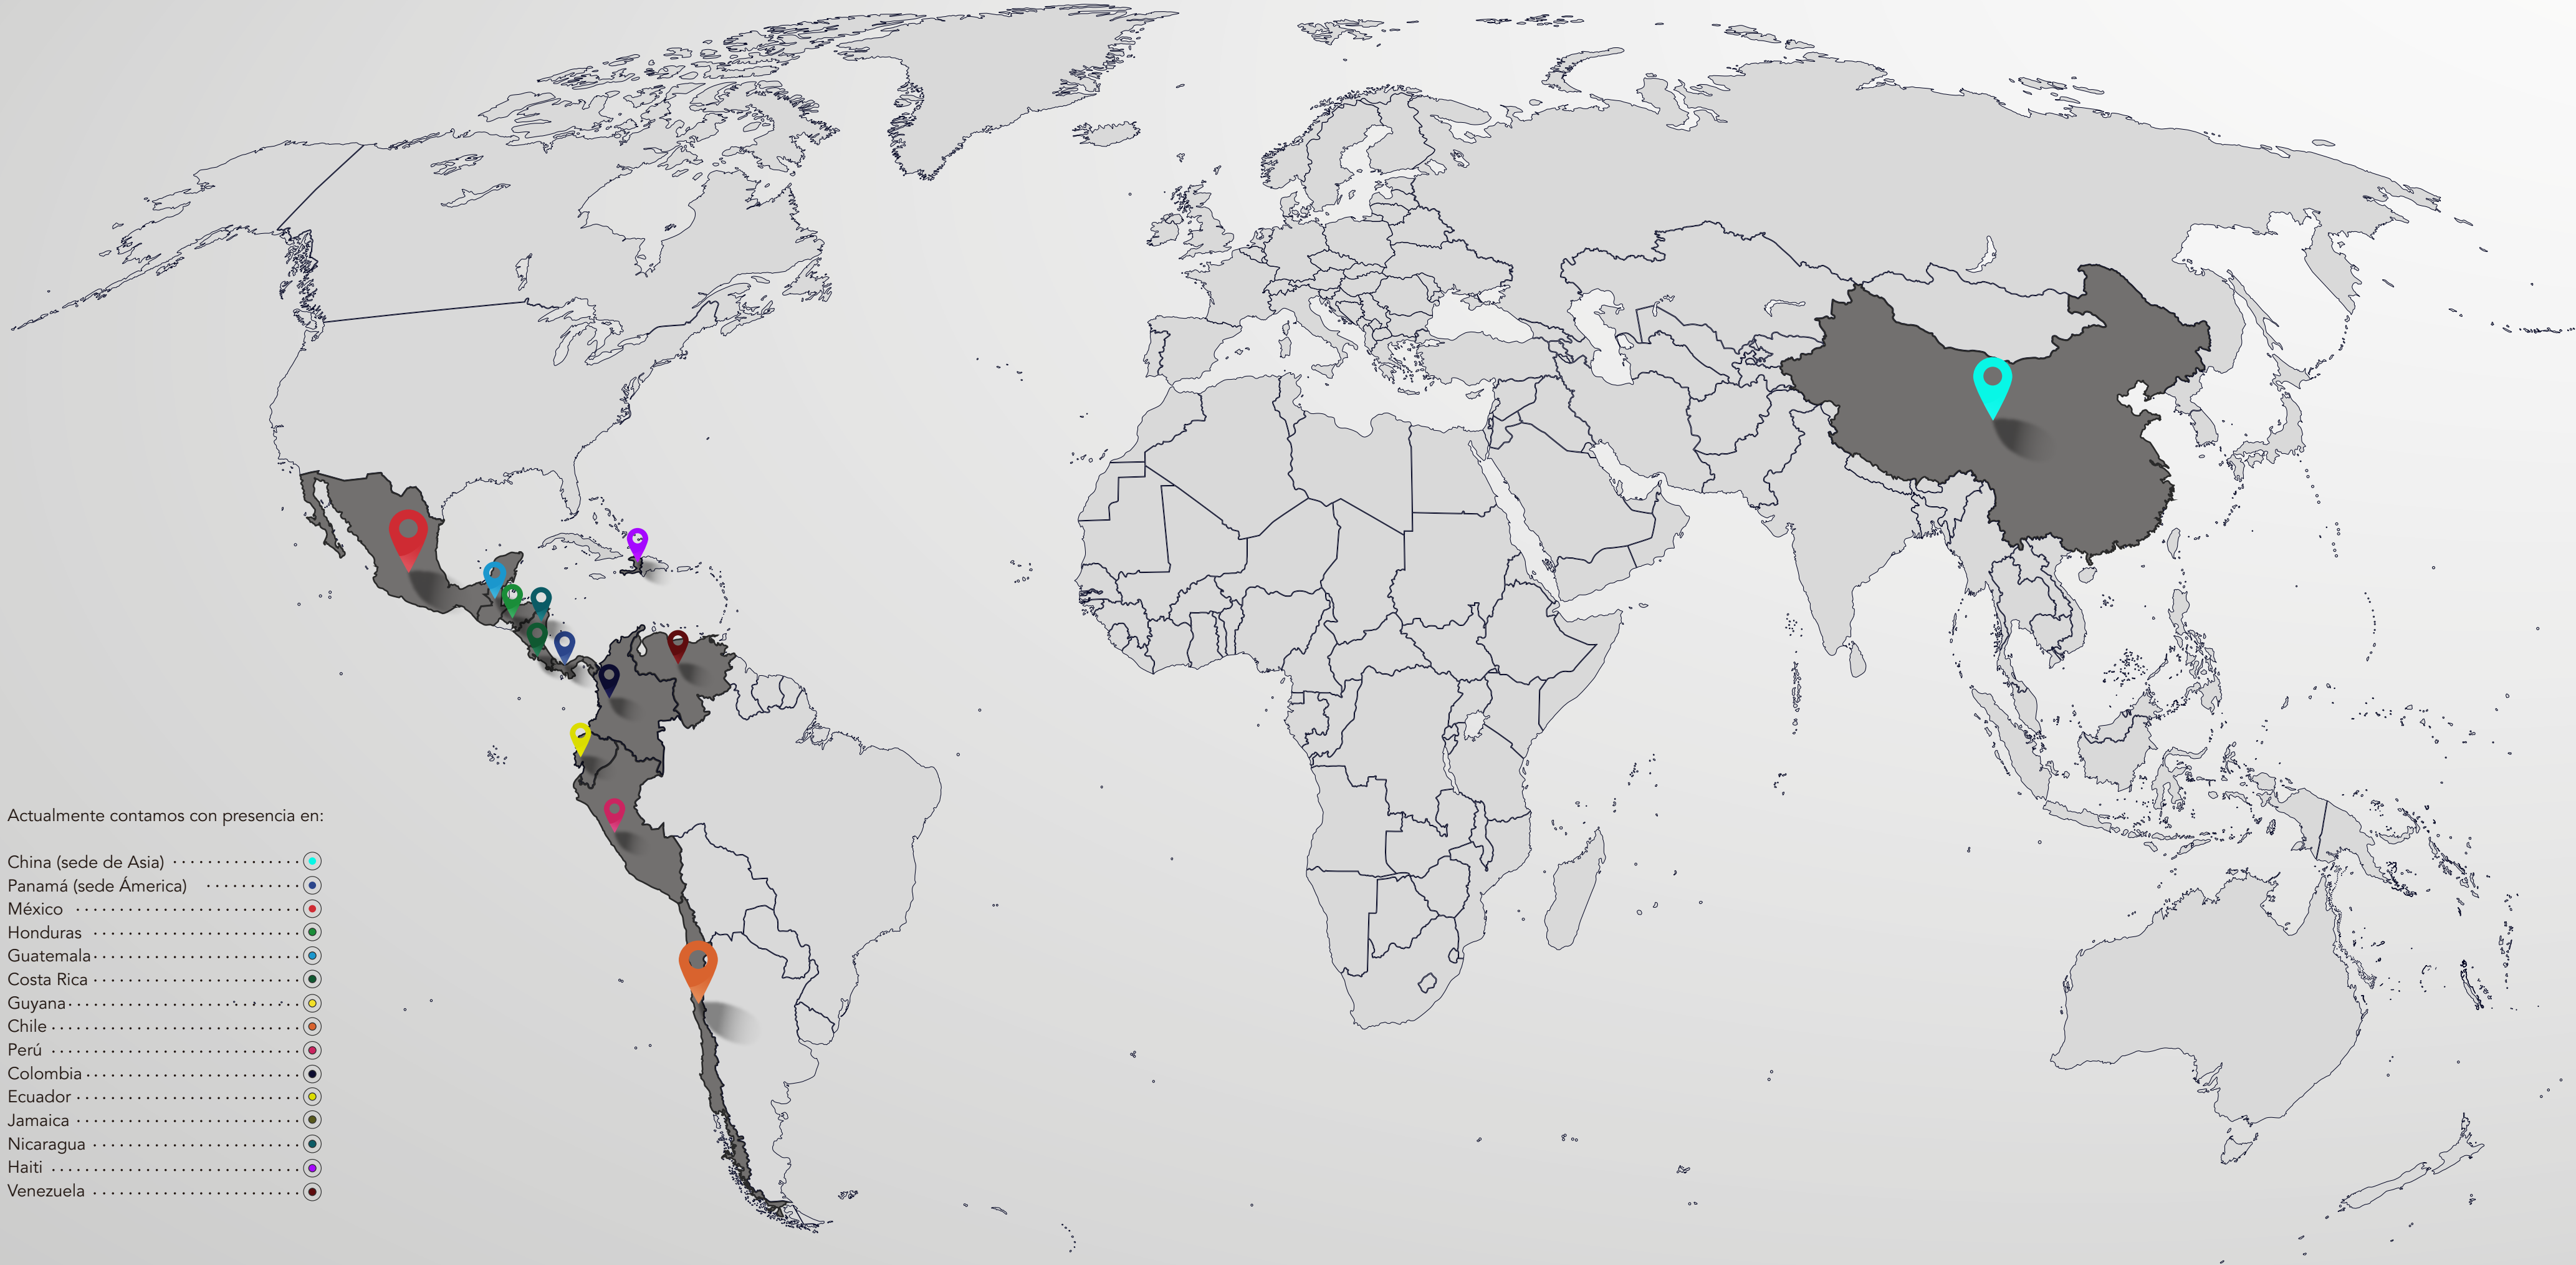 Actualmente contamos con presencia en:
China (sede de Asia)
Panamá (sede Ámerica)
México
Honduras
Guatemala
Costa Rica
Guyana
Chile
Perú
Colombia
Ecuador
Jamaica
Nicaragua
Haiti
Venezuela